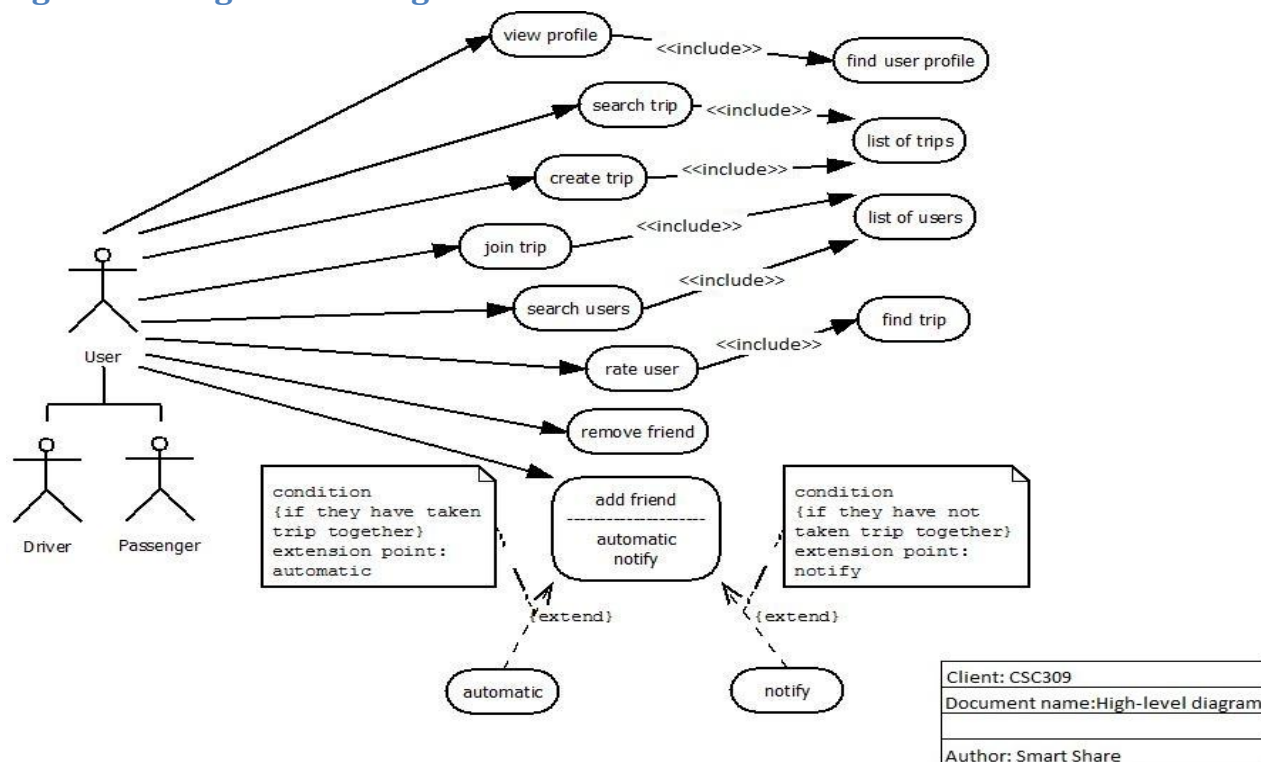 view profile
<<include>>
find user profile
search trip
<<include>>
list of trips
create trip
<<include>>
list of users
join trip
<<include>>
search users
<<include>>
find trip
<<include>>
rate user
User
remove friend
Driver
Passenger
condition
{if they have taken
trip together}
extension point:
automatic
add friend
automatic
notify
condition
{if they have not
taken trip together}
extension point:
notify
{extend}
{extend}
automatic
notify
Client: CSC309
Document name:High-level diagram
Author: Smart Share